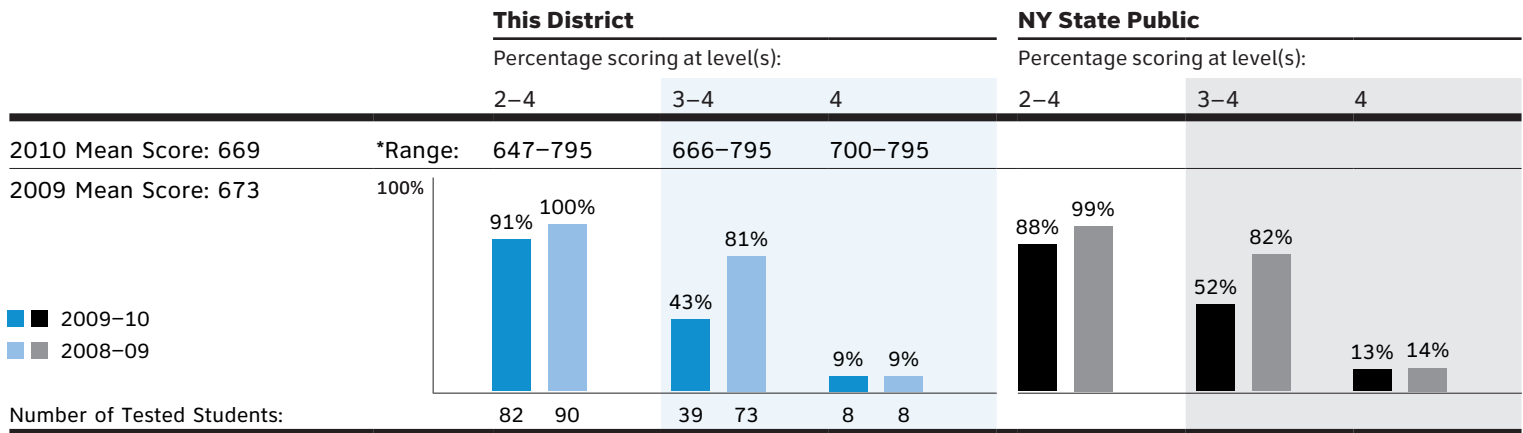 This District NY State Public
Percentage scoring at level(s): Percentage scoring at level(s):
2–4 3–4 4 2–4 3–4 4
2010 Mean Score: 669 *Range: 647–795 666–795 700–795
2009 Mean Score: 673 100%
91% 100% 43% 81% 9% 9% 88% 99% 52% 82% 13% 14%
2009–10
2008–09
Number of Tested Students: 82 90 39 73 8 8